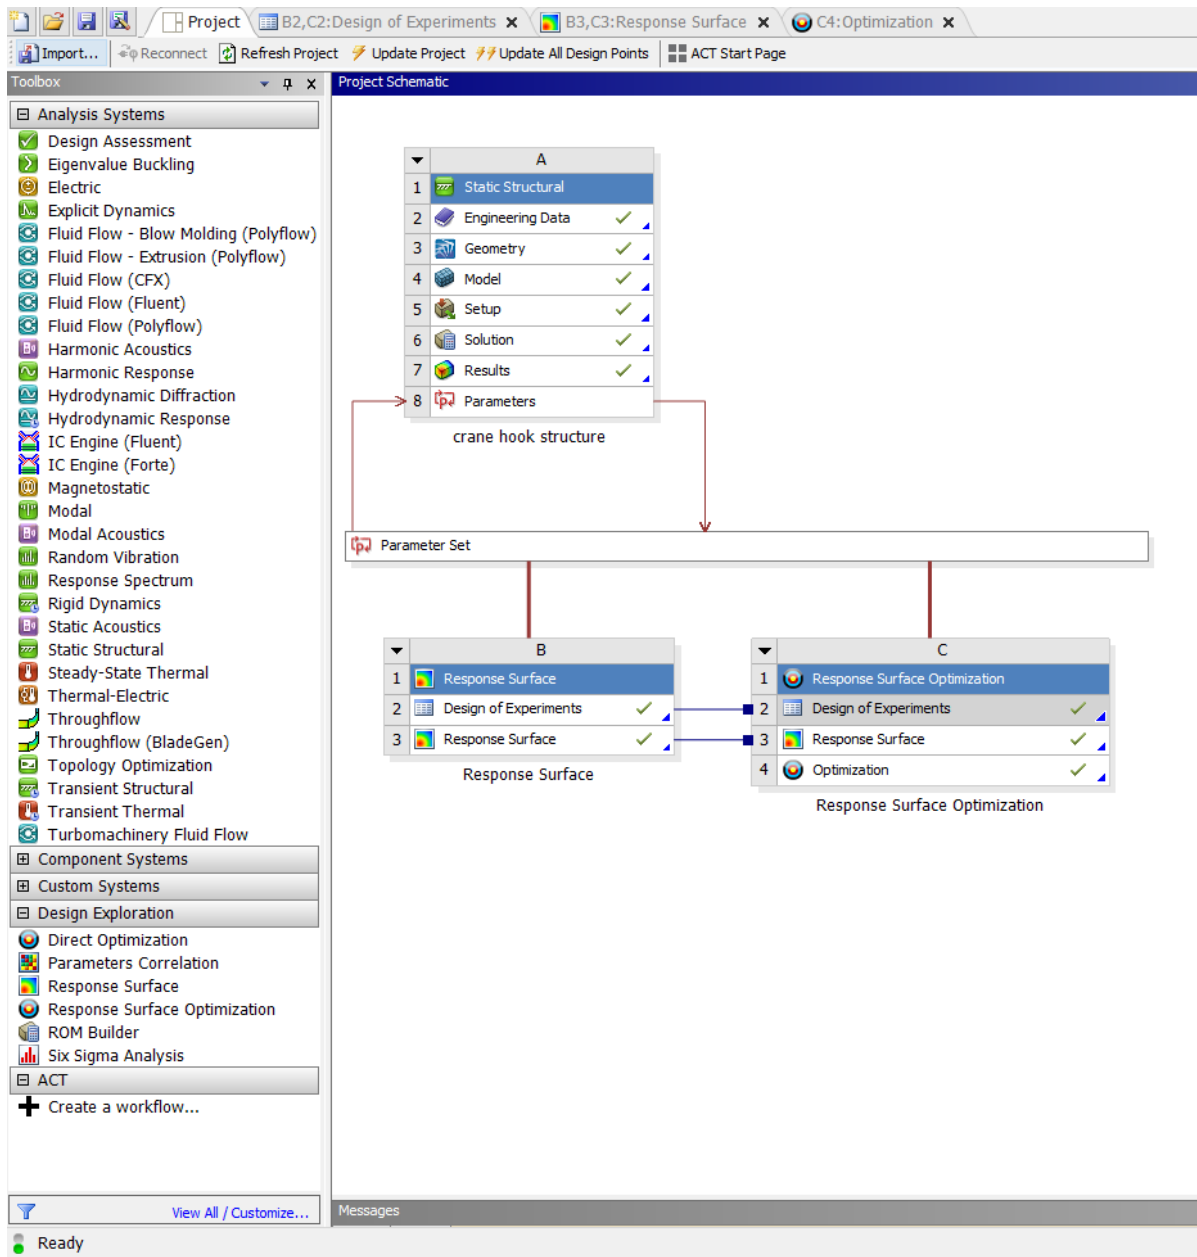 Project
B2,C2:Design of Experiments
B3,C3:Response Surface
C4:Optimization
Import...
Reconnect
Refresh Project
Update Project
Update All Design Points
ACT Start Page
Toolbox
Analysis Systems
Design Assessment
Eigenvalue Buckling
Electric
Explicit Dynamics
Fluid Flow - Blow Molding (Polyflow)
Fluid Flow - Extrusion (Polyflow)
Fluid Flow (CFX)
Fluid Flow (Fluent)
Fluid Flow (Polyflow)
Harmonic Acoustics
Harmonic Response
Hydrodynamic Diffraction
Hydrodynamic Response
IC Engine (Fluent)
IC Engine (Forte)
Magnetostatic
Modal
Modal Acoustics
Random Vibration
Response Spectrum
Rigid Dynamics
Static Acoustics
Static Structural
Steady-State Thermal
Thermal-Electric
Throughflow
Throughflow (BladeGen)
Topology Optimization
Transient Structural
Transient Thermal
Turbomachinery Fluid Flow
Component Systems
Custom Systems
Design Exploration
Direct Optimization
Parameters Correlation
Response Surface
Response Surface Optimization
ROM Builder
Six Sigma Analysis
ACT
Create a workflow...
View All / Customize...
Project Schematic
A
1 Static Structural
2 Engineering Data
3 Geometry
4 Model
5 Setup
6 Solution
7 Results
8 Parameters
crane hook structure
Parameter Set
B
1 Response Surface
2 Design of Experiments
3 Response Surface
Response Surface
C
1 Response Surface Optimization
2 Design of Experiments
3 Response Surface
4 Optimization
Response Surface Optimization
Messages
Ready